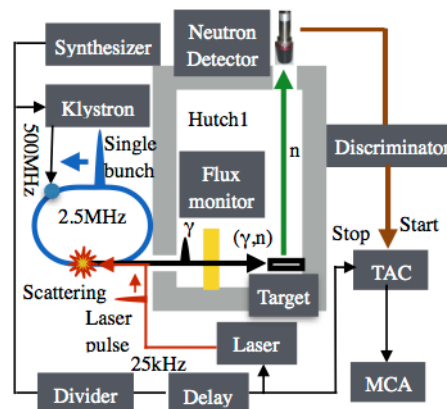 Synthesizer
Neutron
Detector
Klystron
500MHz
Single
bunch
Hutch1
n
Discriminator
2.5MHz
Flux
monitor
γ
(γ,n)
Start
Stop
TAC
Scattering
Target
Laser
pulse
Laser
25kHz
Divider
Delay
MCA